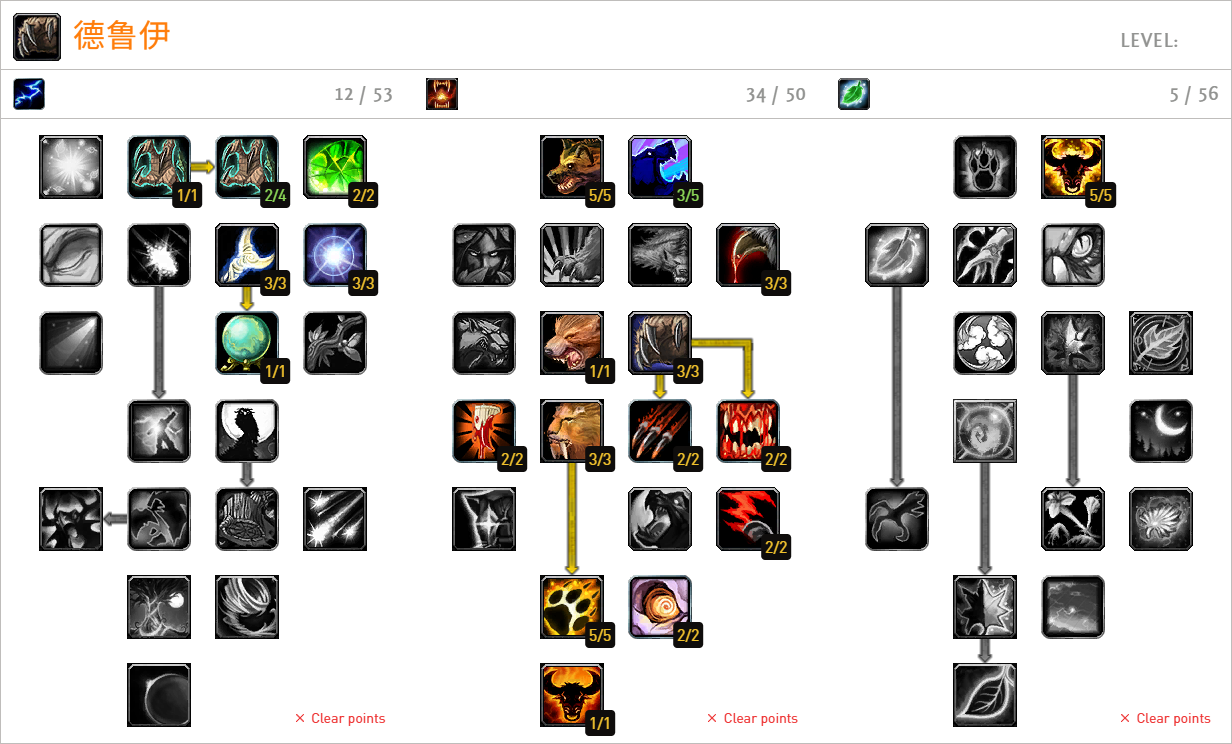 德鲁伊
LEVEL:
12 / 53
34 / 50
5 / 56
1/1
2/4
2/2
5/5
3/5
5/5
3/3
3/3
3/3
1/1
1/1
3/3
2/2
3/3
2/2
2/2
2/2
5/5
2/2
1/1
× Clear points
× Clear points
× Clear points